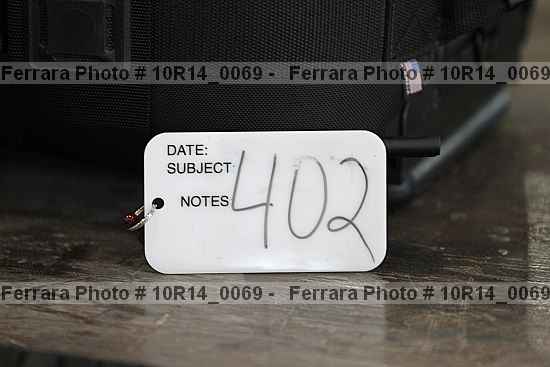 Ferrara Photo # 10R14_0069 - Ferrara Photo # 10R14_0069
DATE:
SUBJECT:
NOTES 402
Ferrara Photo # 10R14_0069 - Ferrara Photo # 10R14_0069